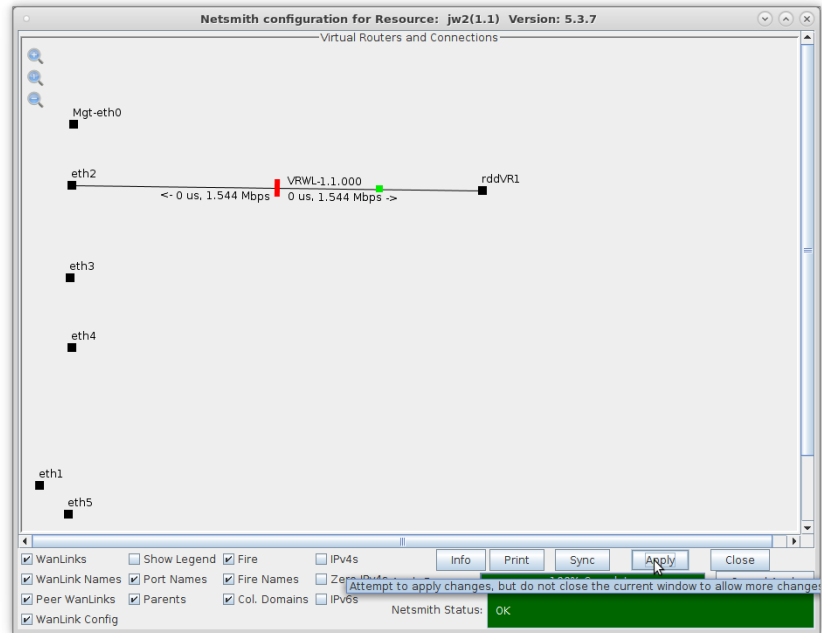 Netsmith configuration for Resource: jw2(1.1) Version: 5.3.7
Virtual Routers and Connections
Mgt-eth0
eth2
VRWL-1.1.000
rddVR1
<- 0 us, 1.544 Mbps
0 us, 1.544 Mbps ->
eth3
eth4
eth1
eth5
WanLinks
Show Legend
Fire
IPv4s
Info
Print
Sync
Apply
Close
WanLink Names
Port Names
Fire Names
Attempt to apply changes, but do not close the current window to allow more changes
Peer WanLinks
Parents
Col. Domains
IPv6s
Netsmith Status:
OK
WanLink Config